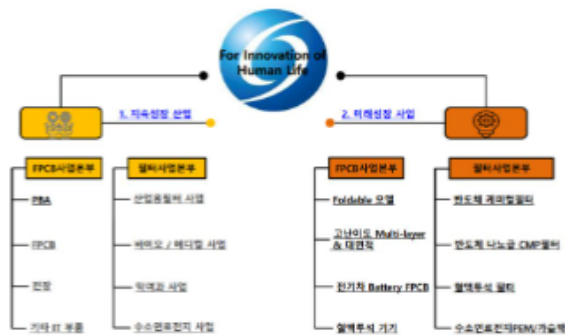 For Innovation of
Human Life
1. 지속성장 산업
2. 미래성장 사업
FPCB사업본부
필터사업본부
FPCB사업본부
필터사업본부
PBA
산업용필터 사업
Foldable 모델
반도체 케미컬필터
FPCB
바이오 / 메디컬 사업
고난이도 Multi-layer
& 대면적
반도체 나노급 CMP필터
전장
막여과 사업
전기차 Battery FPCB
혈액투석 필터
기타 IT 부품
수소연료전지 사업
혈액투석 기기
수소연료전지PEM/가습막